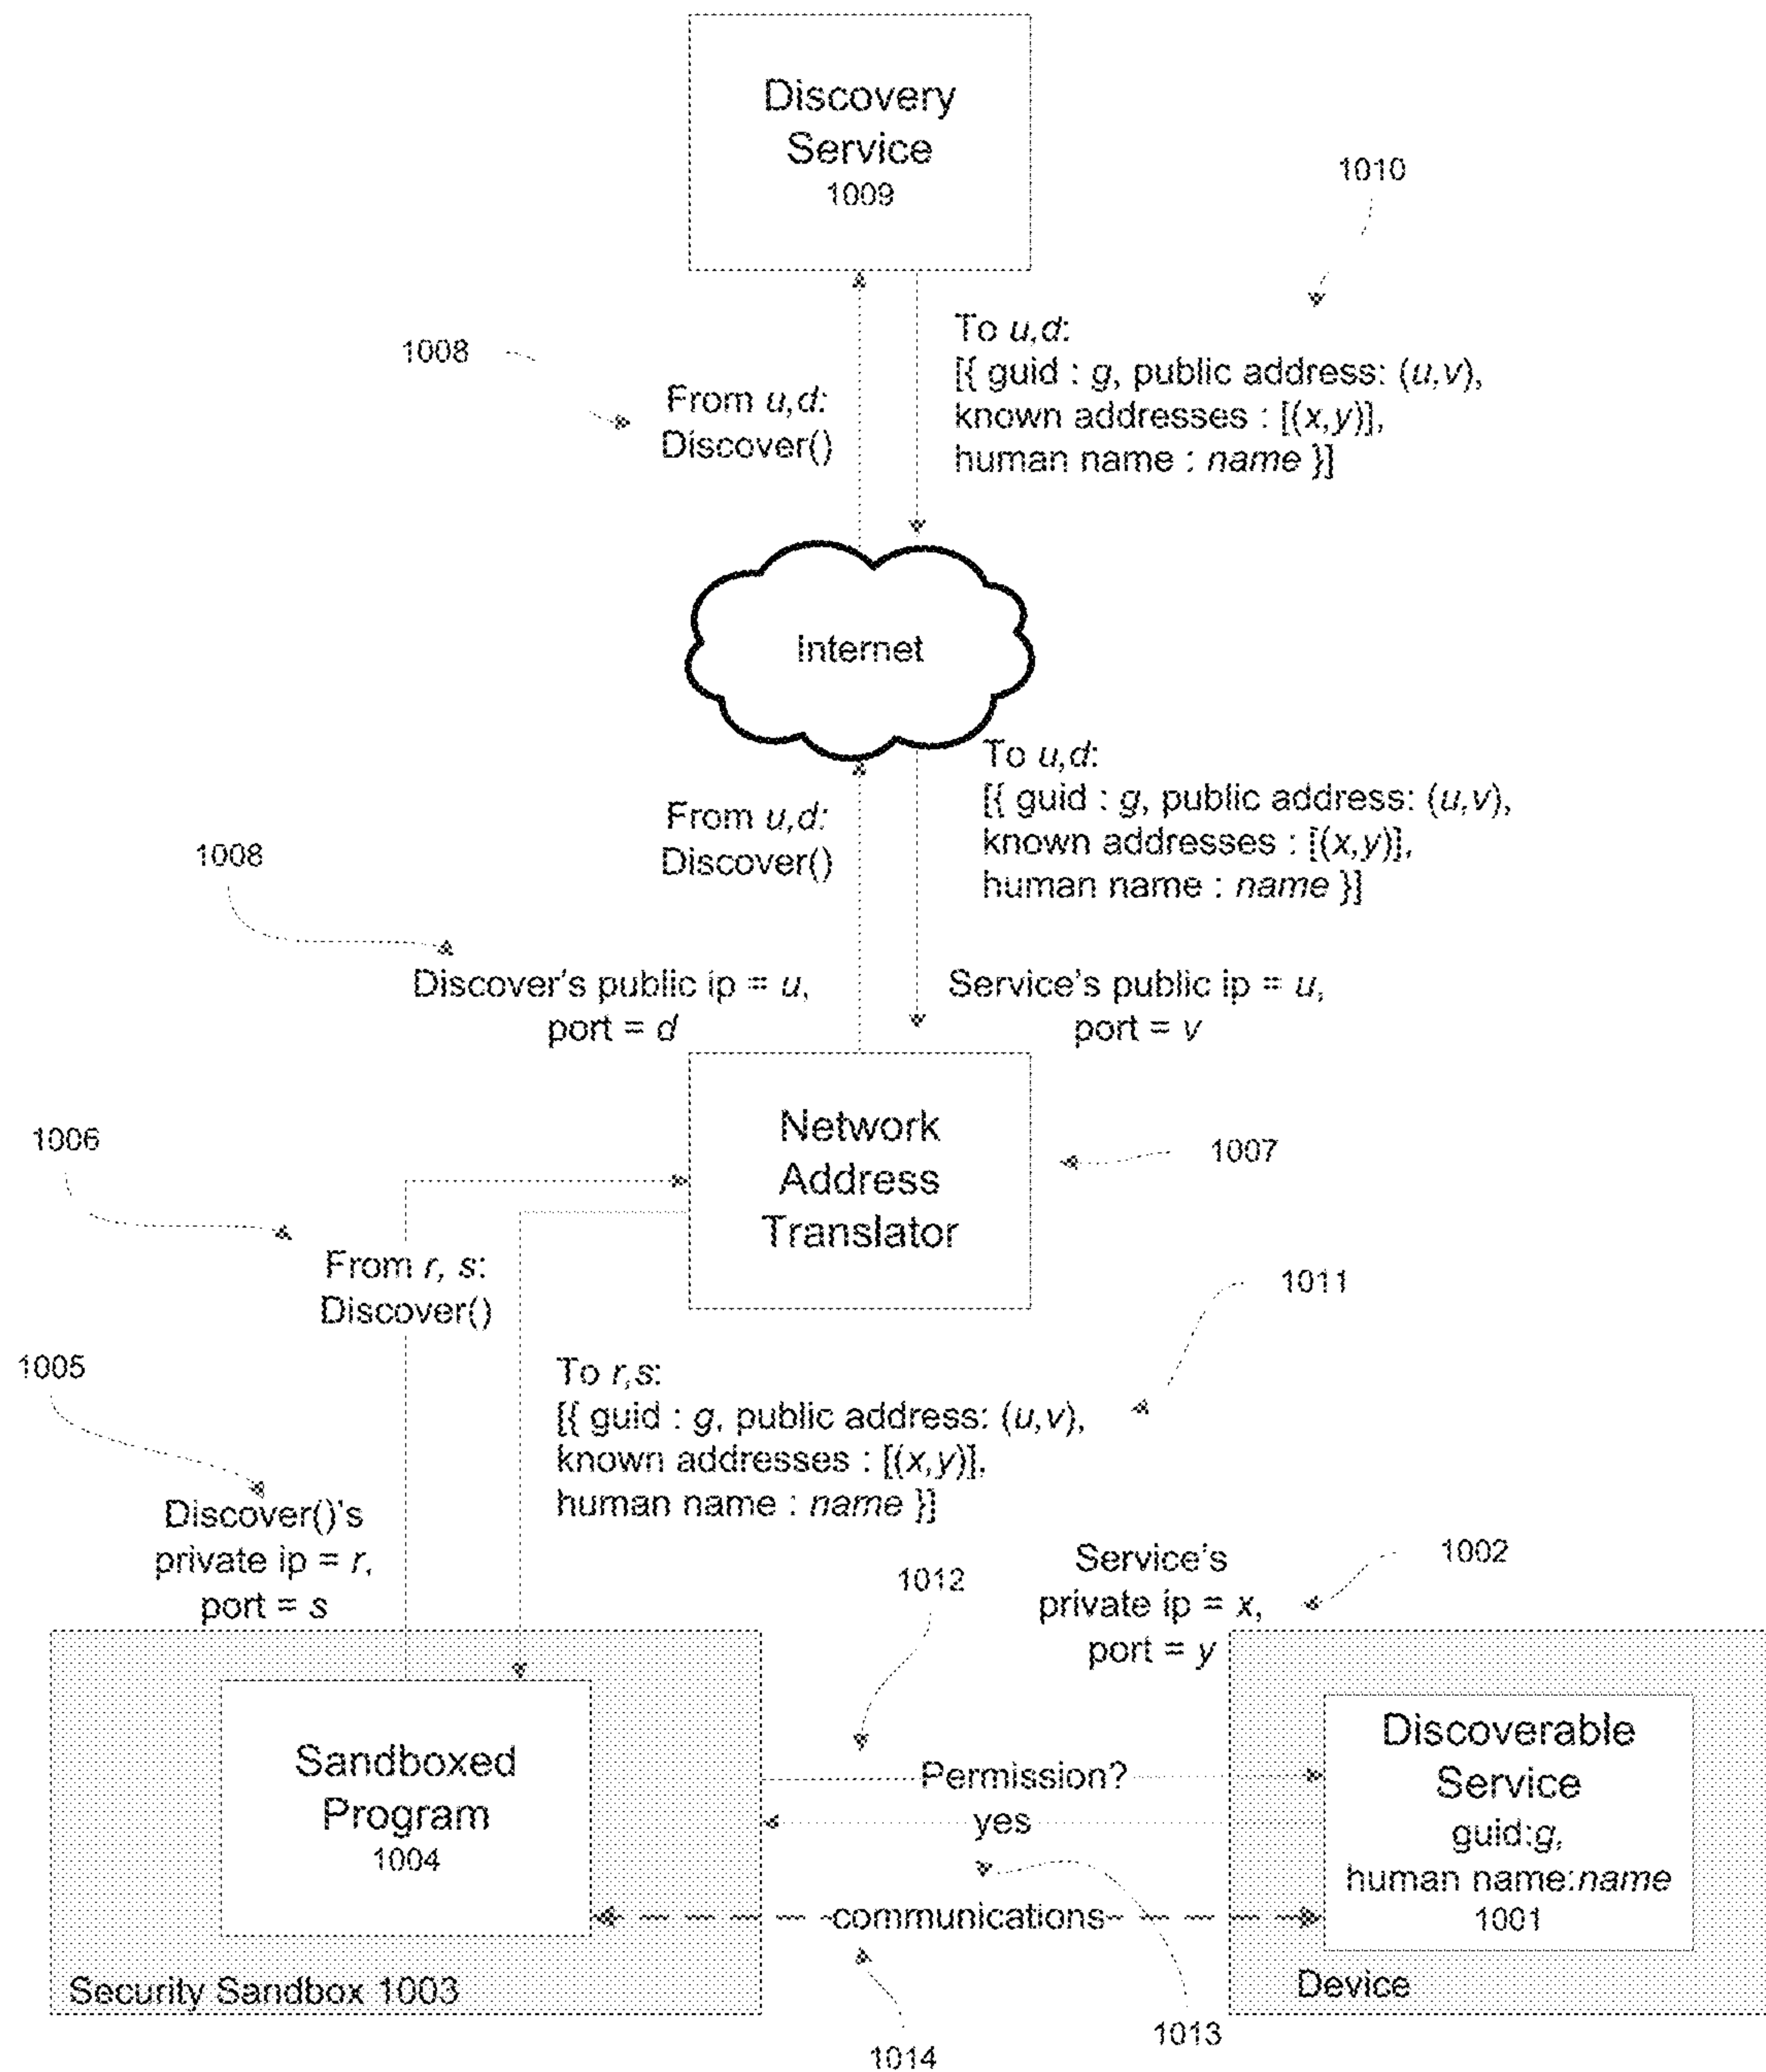 Discovery
Service
1009
1010
1008
From u,d:
Discover()
To u,d:
[{ guid : g, public address: (u,v),
known addresses : [(x,y)],
human name : name }]
Internet
From u,d:
Discover()
To u,d:
[{ guid : g, public address: (u,v),
known addresses : [(x,y)],
human name : name }]
1008
Discover's public ip = u,
port = d
Service's public ip = u,
port = v
Network
Address
Translator
1007
1006
From r, s:
Discover()
1011
1005
To r,s:
[{ guid : g, public address: (u,v),
known addresses : [(x,y)],
human name : name }]
Discover()'s
private ip = r,
port = s
1012
Service's
private ip = x,
port = y
1002
Sandboxed
Program
1004
Security Sandbox 1003
Permission?
yes
communications
Discoverable
Service
guid:g,
human name:name
1001
Device
1013
1014